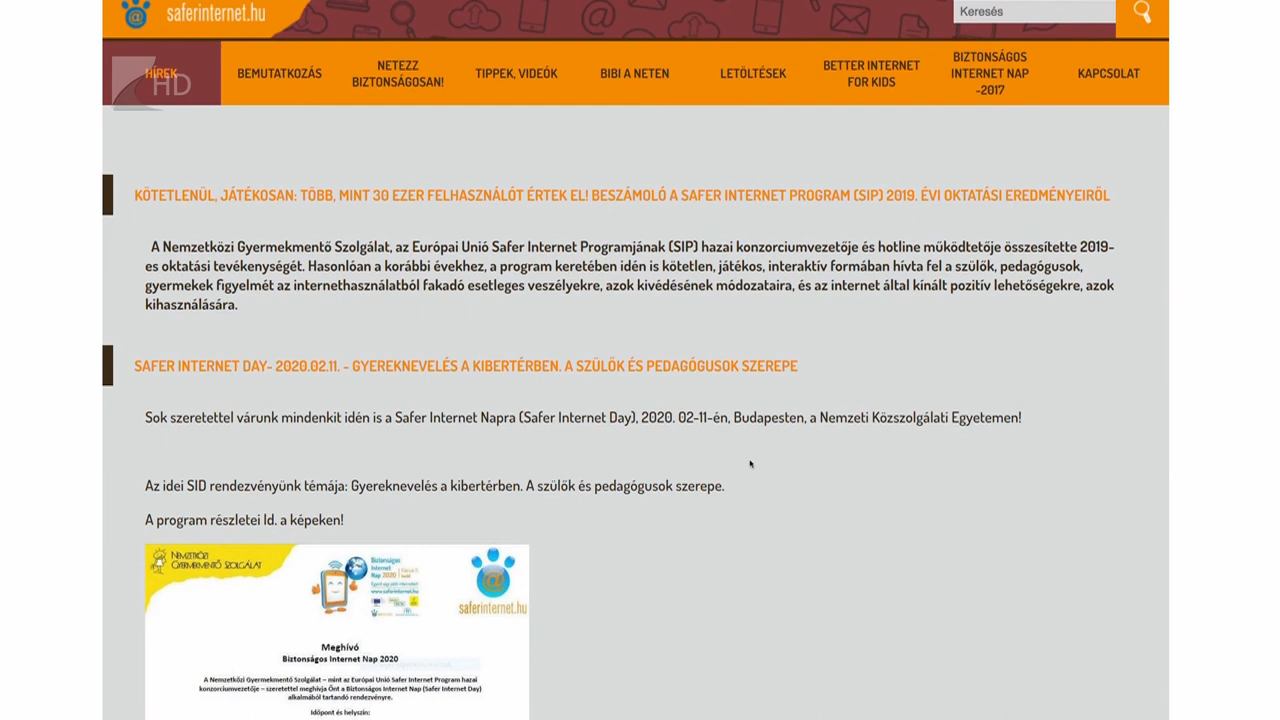 saferinternet.hu
Keresés
HÍREK
HD
BEMUTATKOZÁS
NETEZZ
BIZTONSÁGOSAN!
TIPPEK, VIDEÓK
BIBI A NETEN
LETÖLTÉSEK
BETTER INTERNET
FOR KIDS
BIZTONSÁGOS
INTERNET NAP
-2017
KAPCSOLAT
KÖTETLENÜL, JÁTÉKOSAN: TÖBB, MINT 30 EZER FELHASZNÁLÓT ÉRTEK EL! BESZÁMOLÓ A SAFER INTERNET PROGRAM (SIP) 2019. ÉVI OKTATÁSI EREDMÉNYEIRŐL
A Nemzetközi Gyermekmentő Szolgálat, az Európai Unió Safer Internet Programjának (SIP) hazai konzorciumvezetője és hotline működtetője összesítette 2019-
es oktatási tevékenységét. Hasonlóan a korábbi évekhez, a program keretében idén is kötetlen, játékos, interaktív formában hívta fel a szülők, pedagógusok,
gyermekek figyelmét az internethasználatból fakadó esetleges veszélyekre, azok kivédésének módozataira, és az internet által kínált pozitív lehetőségekre, azok
kihasználására.
SAFER INTERNET DAY- 2020.02.11. - GYEREKNEVELÉS A KIBERTÉRBEN. A SZÜLŐK ÉS PEDAGÓGUSOK SZEREPE
Sok szeretettel várunk mindenkit idén is a Safer Internet Napra (Safer Internet Day), 2020. 02-11-én, Budapesten, a Nemzeti Közszolgálati Egyetemen!
Az idei SID rendezvényünk témája: Gyereknevelés a kibertérben. A szülők és pedagógusok szerepe.
A program részletei ld. a képeken!
NEMZETKÖZI
GYERMEKMENTŐ SZOLGÁLAT
Biztonságos
Internet
Nap 2020
www.saferinternet.hu
saferinternet.hu
Meghívó
Biztonságos Internet Nap 2020
A Nemzetközi Gyermekmentő Szolgálat – mint az Európai Unió Safer Internet Program hazai
konzorciumvezetője – szeretettel meghívja Önt a Biztonságos Internet Nap (Safer Internet Day)
alkalmából tartandó rendezvényre.
Időpont és helyszín: